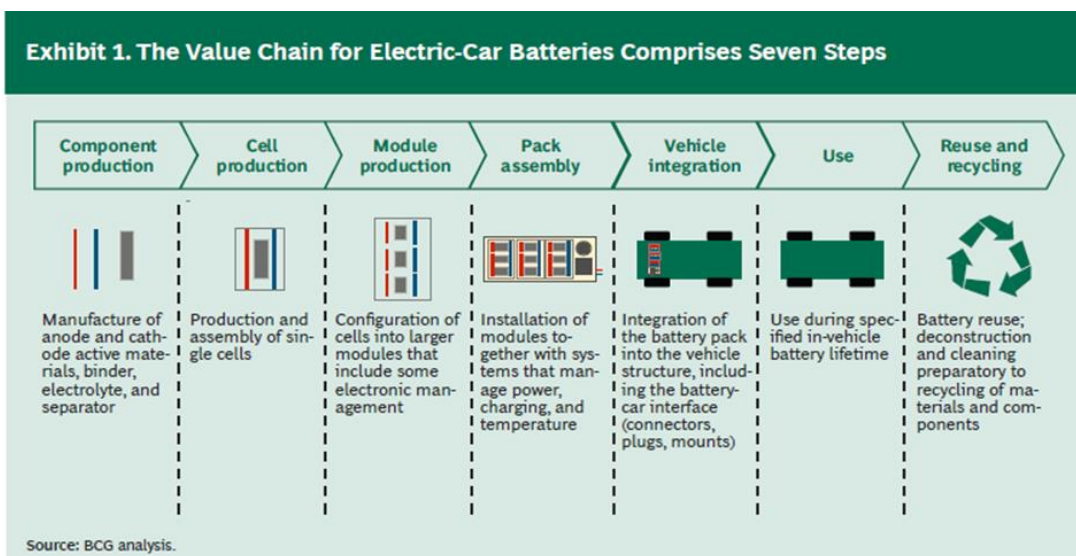 Exhibit 1. The Value Chain for Electric-Car Batteries Comprises Seven Steps
Component
production
Cell
production
Module
production
Pack
assembly
Vehicle
integration
Use
Reuse and
recycling
Manufacture of
anode and cath-
ode active mate-
rials, binder,
electrolyte, and
separator
Production and
assembly of sin-
gle cells
Configuration of
cells into larger
modules that
include some
electronic man-
agement
Installation of
modules to-
gether with sys-
tems that man-
age power,
charging, and
temperature
Integration of
the battery pack
into the vehicle
structure, includ-
ing the battery-
car interface
(connectors,
plugs, mounts)
Use during spec-
ified in-vehicle
battery lifetime
Battery reuse;
deconstruction
and cleaning
preparatory to
recycling of ma-
terials and com-
ponents
Source: BCG analysis.